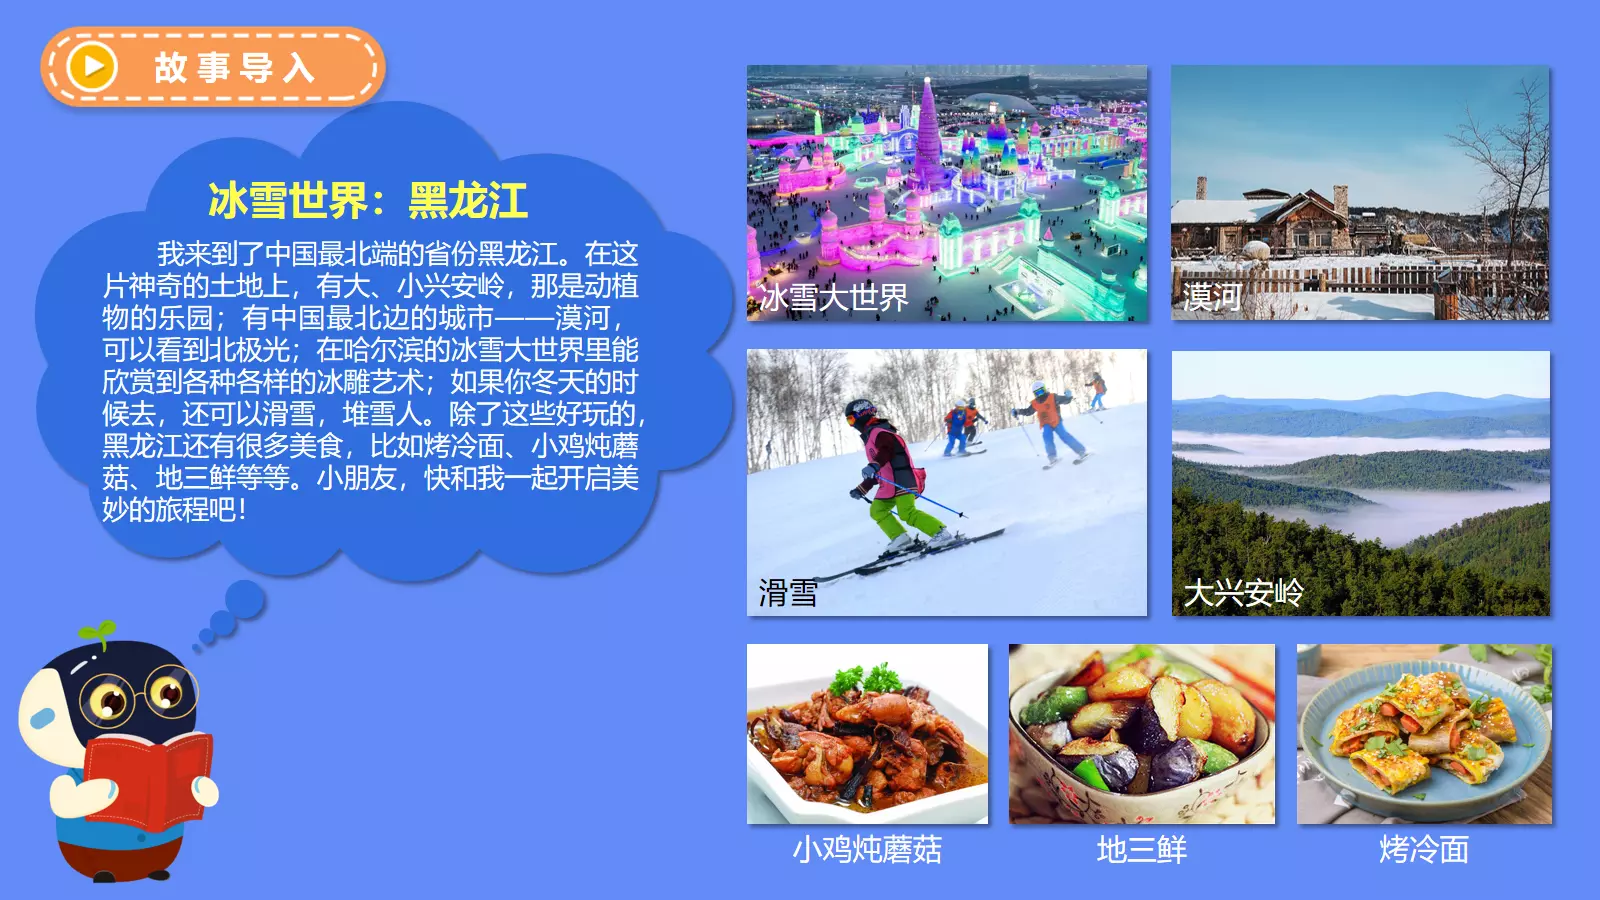 故事导入
冰雪世界：黑龙江
我来到了中国最北端的省份黑龙江。在这
片神奇的土地上，有大、小兴安岭，那是动植
物的乐园；有中国最北边的城市——漠河，
可以看到北极光；在哈尔滨的冰雪大世界里能
欣赏到各种各样的冰雕艺术；如果你冬天的时
候去，还可以滑雪，堆雪人。除了这些好玩的，
黑龙江还有很多美食，比如烤冷面、小鸡炖蘑
菇、地三鲜等等。小朋友，快和我一起开启美
妙的旅程吧！
冰雪大世界
漠河
滑雪
大兴安岭
小鸡炖蘑菇
地三鲜
烤冷面